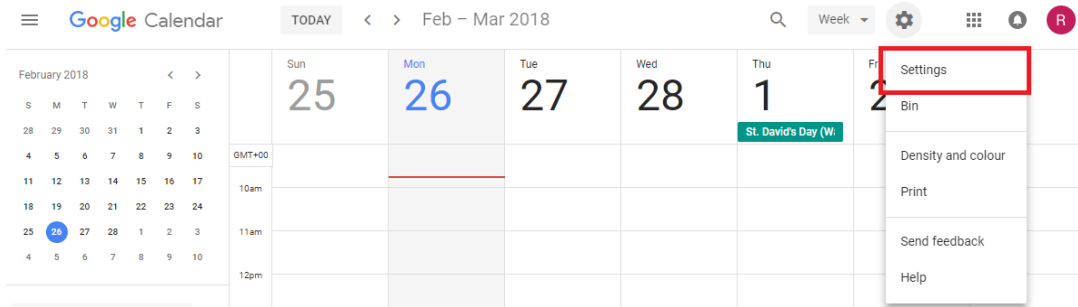 Google Calendar TODAY Feb – Mar 2018 Week R
February 2018
S M T W T F S
28 29 30 31 1 2 3
4 5 6 7 8 9 10
11 12 13 14 15 16 17
18 19 20 21 22 23 24
25 26 27 28 1 2 3
4 5 6 7 8 9 10
Sun Mon Tue Wed Thu
25 26 27 28 1
St. David's Day
GMT+00
10am
11am
12pm
Settings
Bin
Density and colour
Print
Send feedback
Help